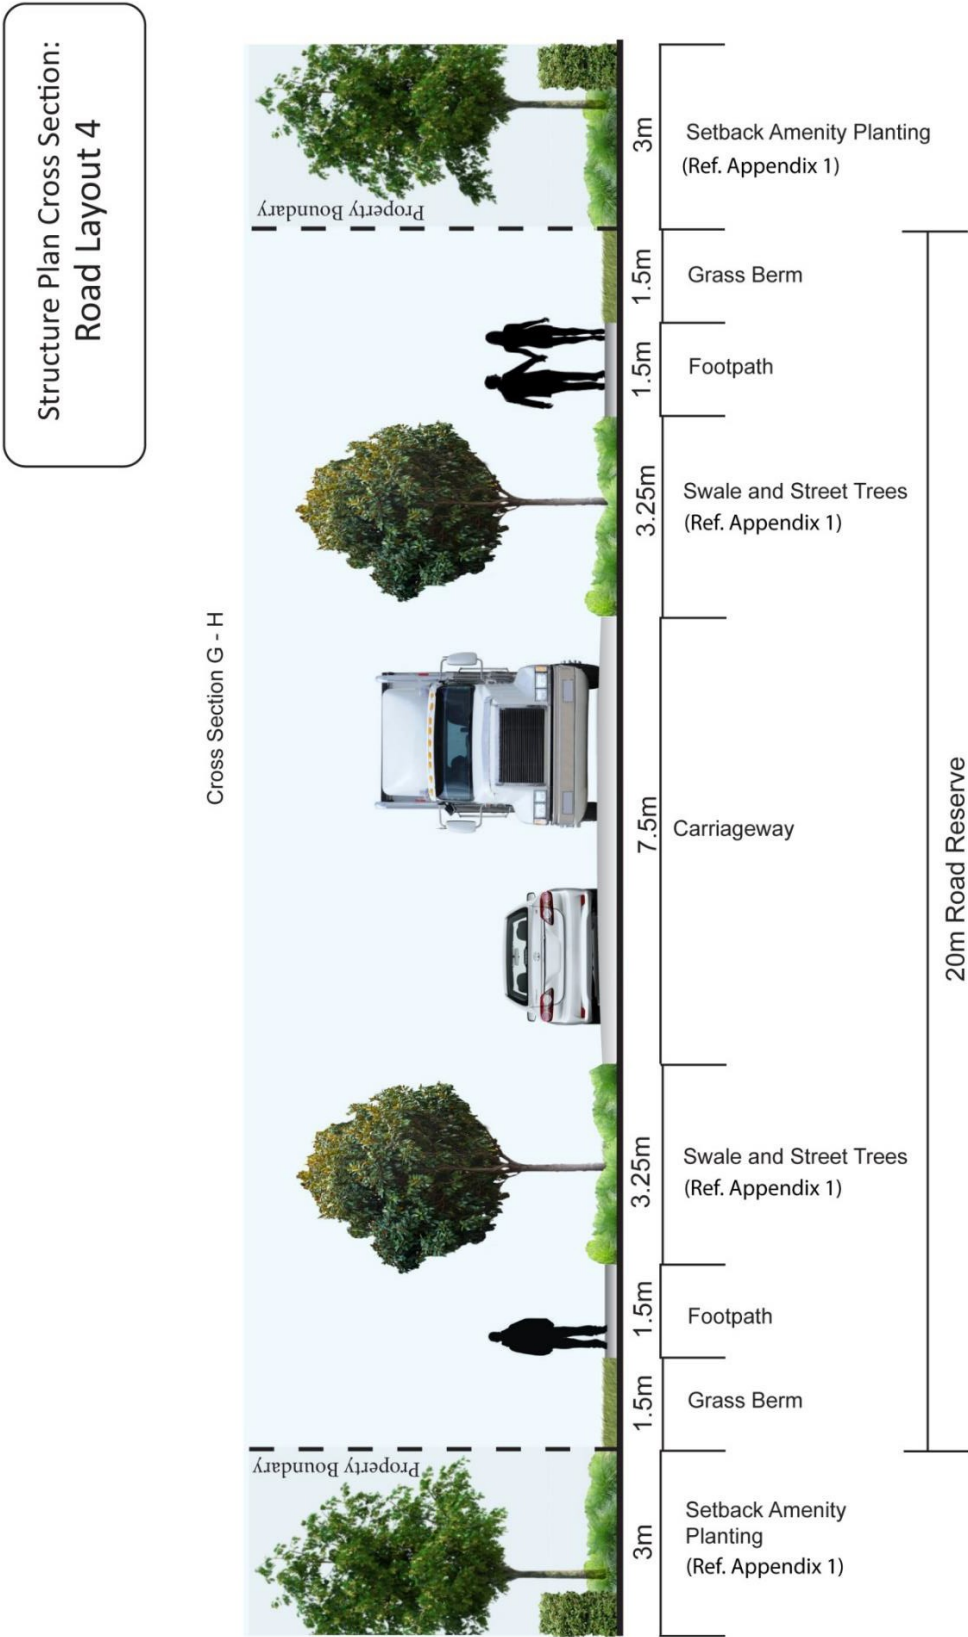 Structure Plan Cross Section:
Road Layout 4
Cross Section G - H
Property Boundary
3m
Setback Amenity Planting
(Ref. Appendix 1)
1.5m
Grass Berm
1.5m
Footpath
3.25m
Swale and Street Trees
(Ref. Appendix 1)
7.5m
Carriageway
20m Road Reserve
3.25m
Swale and Street Trees
(Ref. Appendix 1)
1.5m
Footpath
1.5m
Grass Berm
Property Boundary
3m
Setback Amenity
Planting
(Ref. Appendix 1)